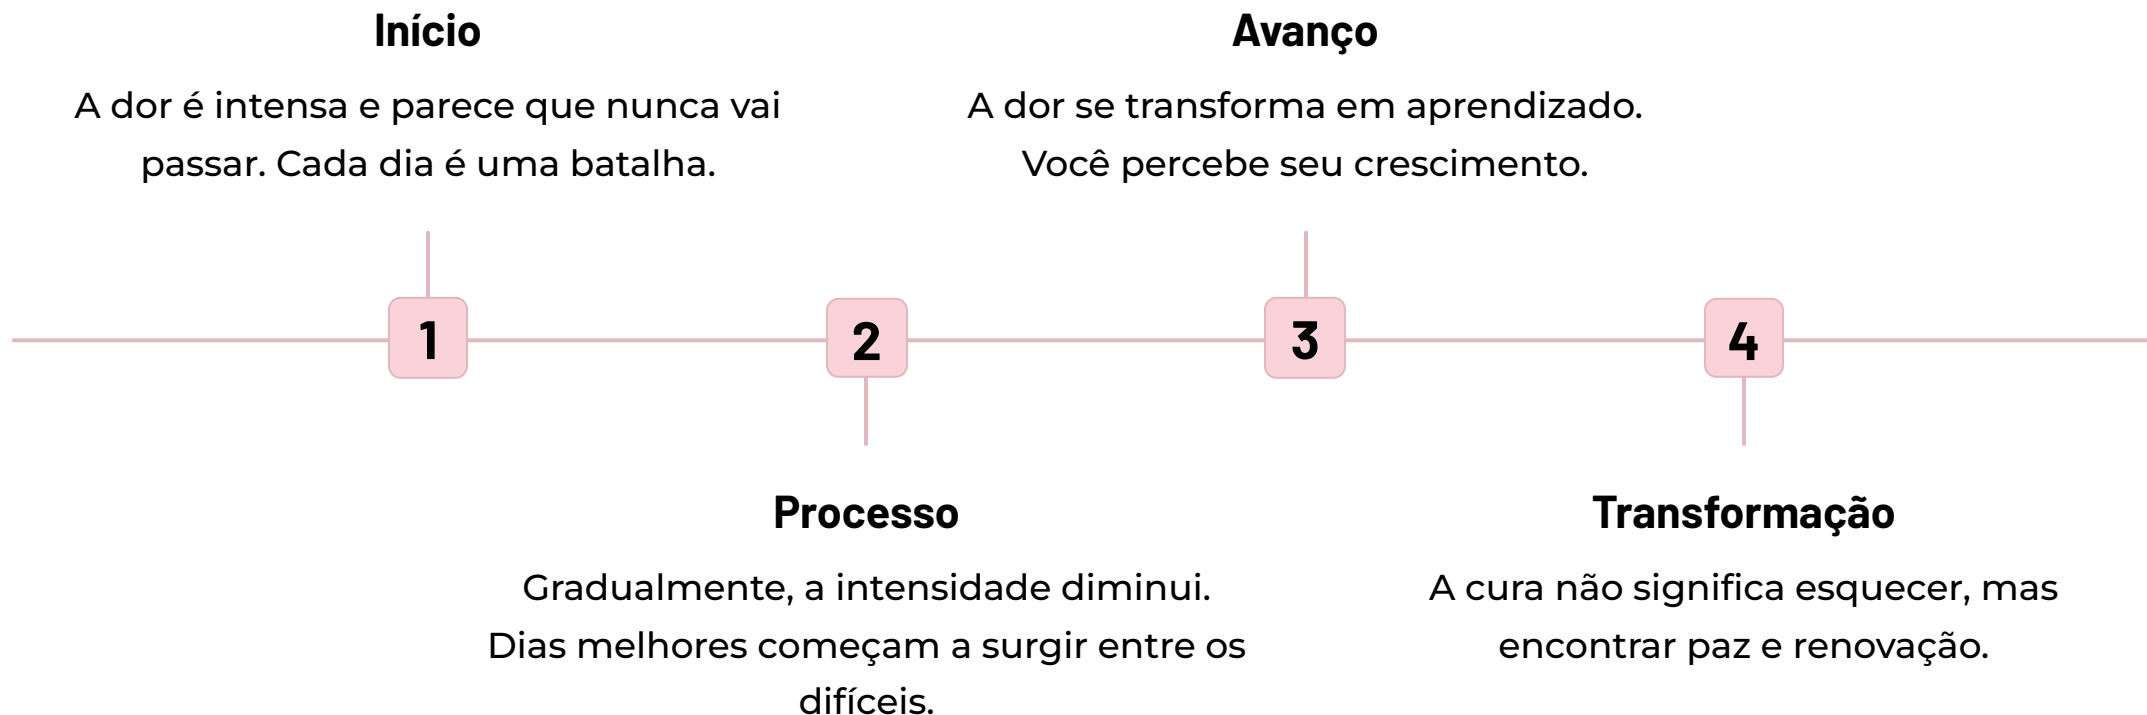 Início
A dor é intensa e parece que nunca vai
passar. Cada dia é uma batalha.
1
Processo
Gradualmente, a intensidade diminui.
Dias melhores começam a surgir entre os
difíceis.
2
Avanço
A dor se transforma em aprendizado.
Você percebe seu crescimento.
3
Transformação
A cura não significa esquecer, mas
encontrar paz e renovação.
4